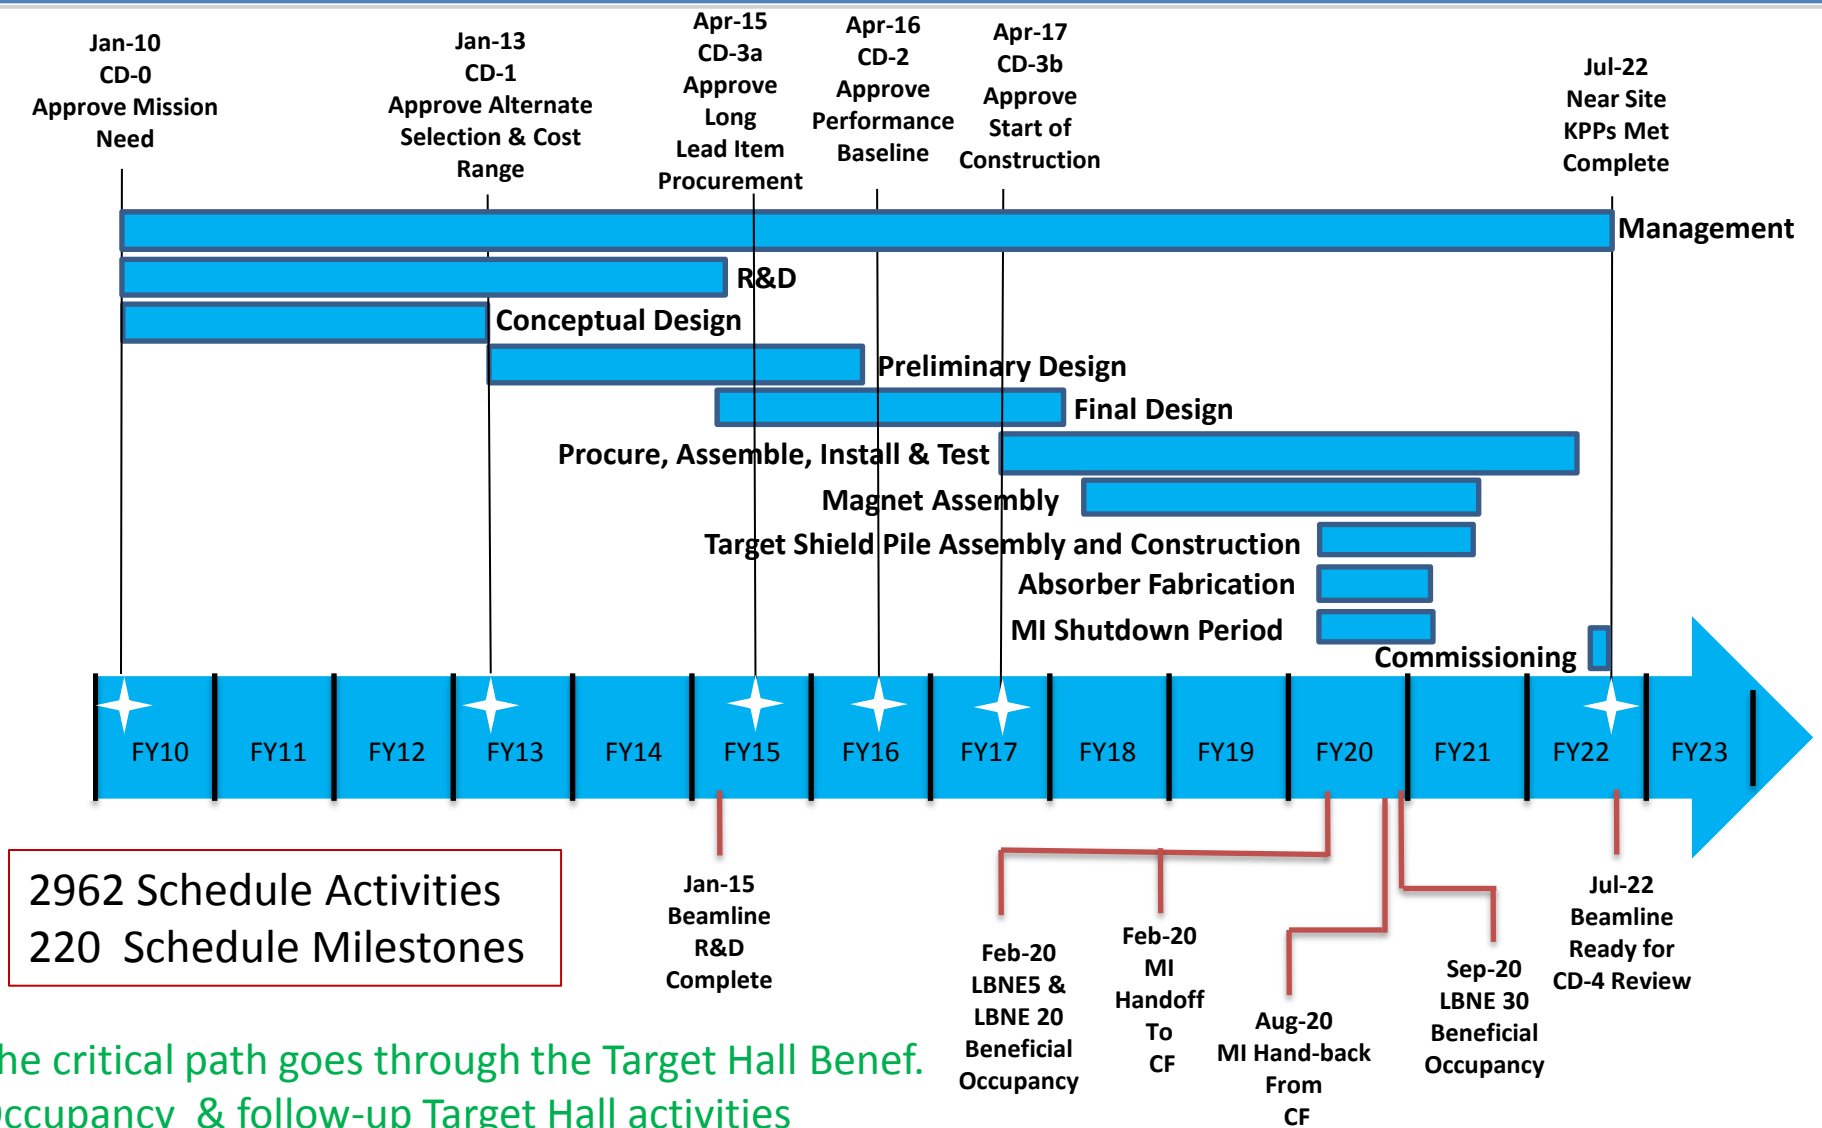 Jan-10
CD-0
Approve Mission
Need
Jan-13
CD-1
Approve Alternate
Selection & Cost
Range
Apr-15
CD-3a
Approve
Long
Lead Item
Procurement
Apr-16
CD-2
Approve
Performance
Baseline
Apr-17
CD-3b
Approve
Start of
Construction
Jul-22
Near Site
KPPs Met
Complete
Management
R&D
Conceptual Design
Preliminary Design
Final Design
Procure, Assemble, Install & Test
Magnet Assembly
Target Shield Pile Assembly and Construction
Absorber Fabrication
MI Shutdown Period
Commissioning
FY10 FY11 FY12 FY13 FY14 FY15 FY16 FY17 FY18 FY19 FY20 FY21 FY22 FY23
2962 Schedule Activities
220 Schedule Milestones
Jan-15
Beamline
R&D
Complete
Feb-20
LBNE5 &
LBNE 20
Beneficial
Occupancy
Feb-20
MI
Handoff
To
CF
Aug-20
MI Hand-back
From
CF
Sep-20
LBNE 30
Beneficial
Occupancy
Jul-22
Beamline
Ready for
CD-4 Review
he critical path goes through the Target Hall Benef.
Occupancy & follow-up Target Hall activities